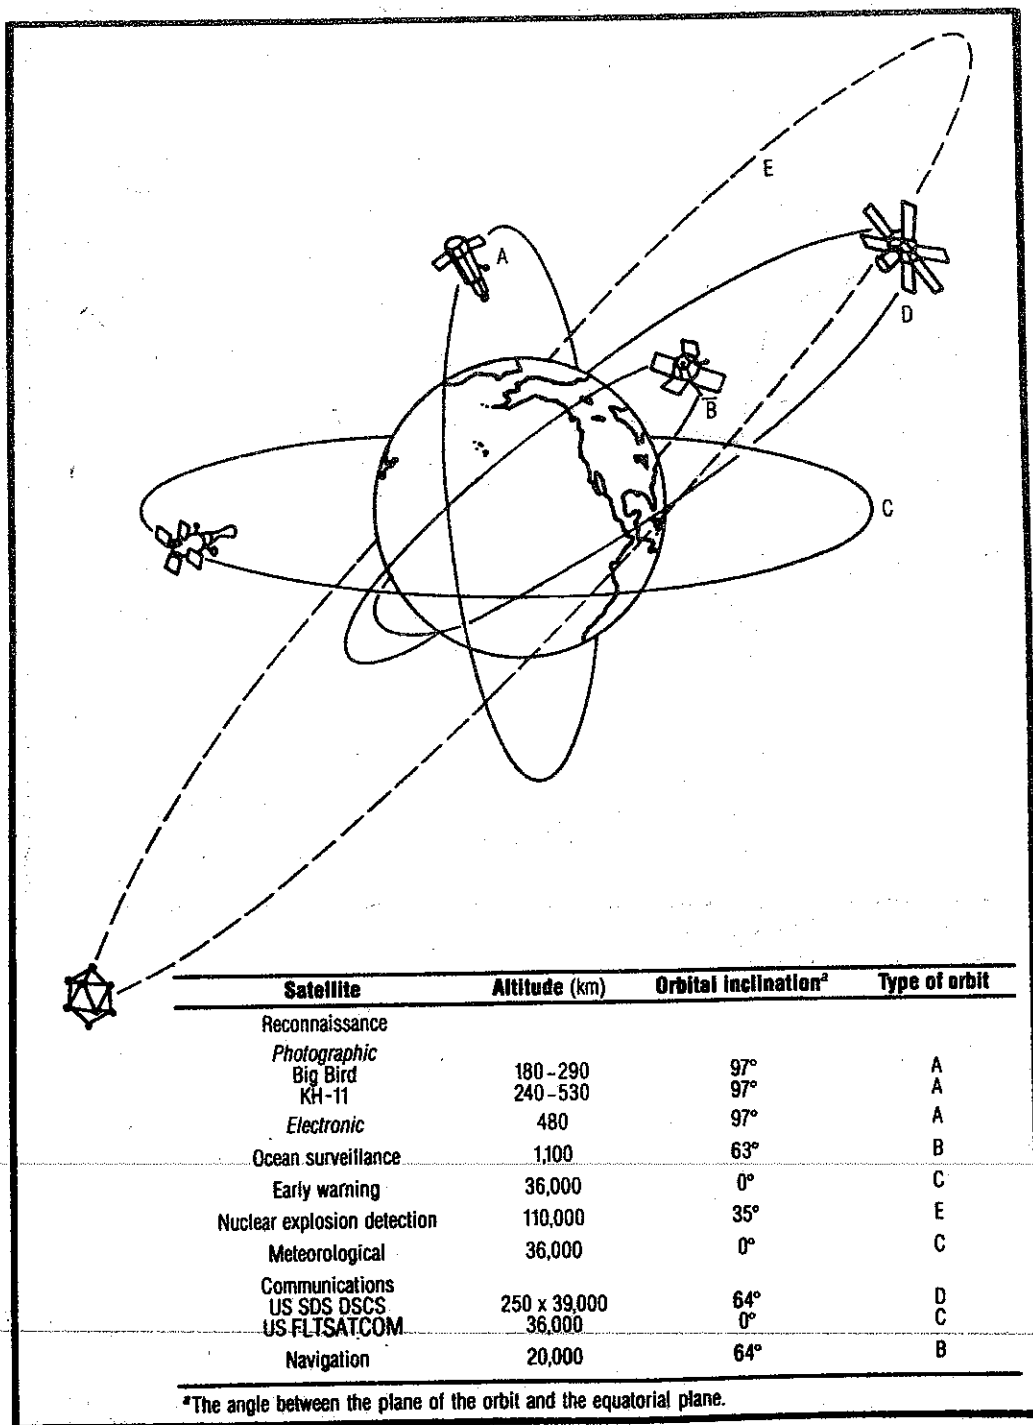 E
A
D
B
C
Satellite Altitude (km) Orbital inclinationª Type of orbit
Reconnaissance
Photographic
Big Bird 180-290 97° A
KH-11 240-530 97° A
Electronic 480 97° A
Ocean surveillance 1,100 63° B
Early warning 36,000 0° C
Nuclear explosion detection 110,000 35° E
Meteorological 36,000 0° C
Communications
US SDS DSCS 250 x 39,000 64° D
US FLTSATCOM 36,000 0° C
Navigation 20,000 64° B
ªThe angle between the plane of the orbit and the equatorial plane.